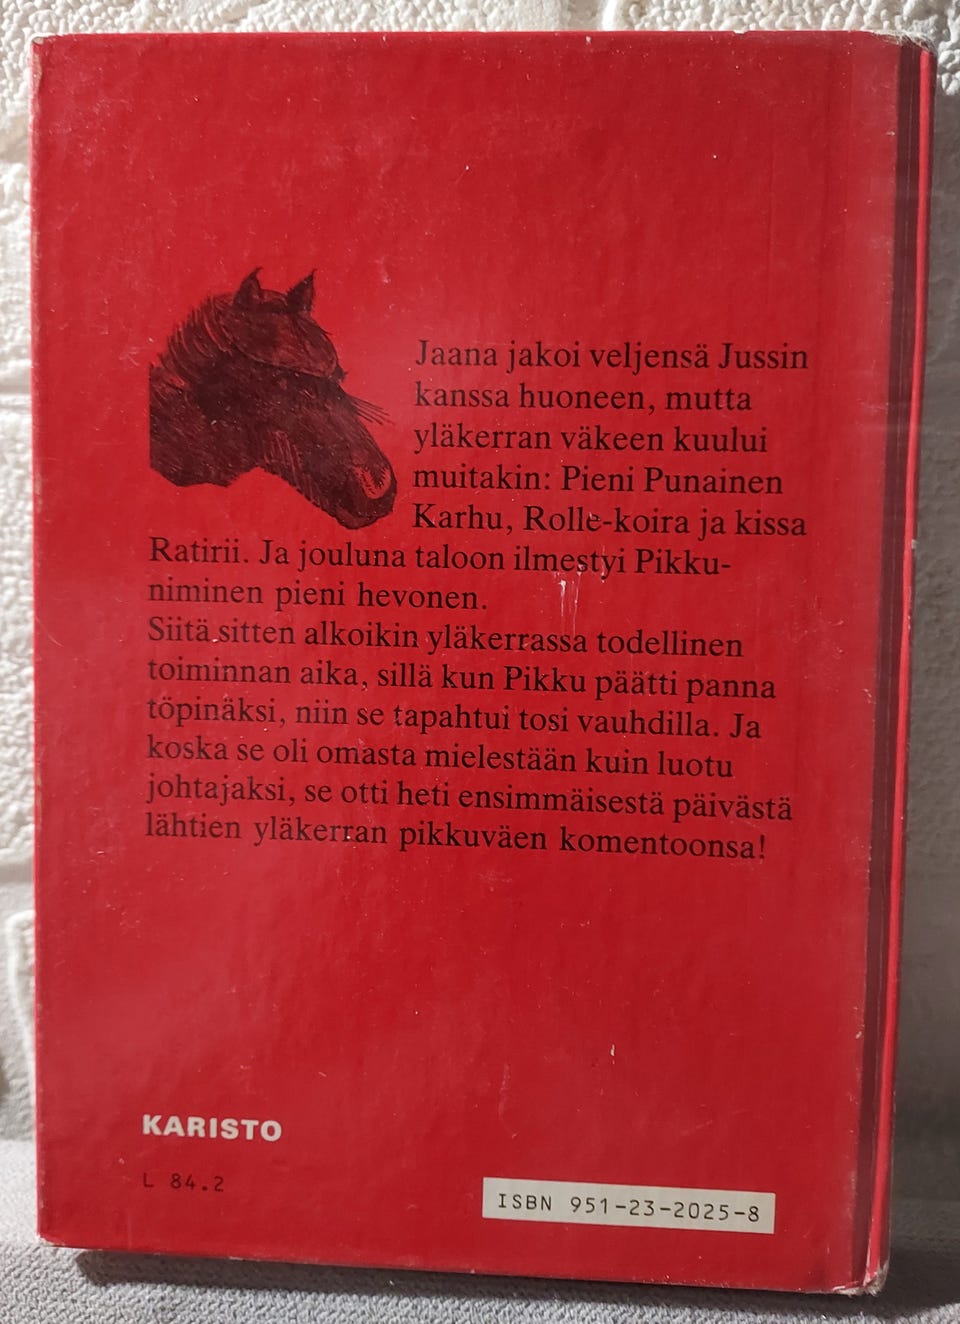 Jaana jakoi veljensä Jussin
kanssa huoneen, mutta
yläkerran väkeen kuului
muitakin: Pieni Punainen
Karhu, Rolle-koira ja kissa
Ratirii. Ja jouluna taloon ilmestyi Pikku-
niminen pieni hevonen.
Siitä sitten alkoikin yläkerrassa todellinen
toiminnan aika, sillä kun Pikku päätti panna
töpinäksi, niin se tapahtui tosi vauhdilla. Ja
koska se oli omasta mielestään kuin luotu
johtajaksi, se otti heti ensimmäisestä päivästä
lähtien yläkerran pikkuväen komentoonsa!
KARISTO
L 84.2
ISBN 951-23-2025-8